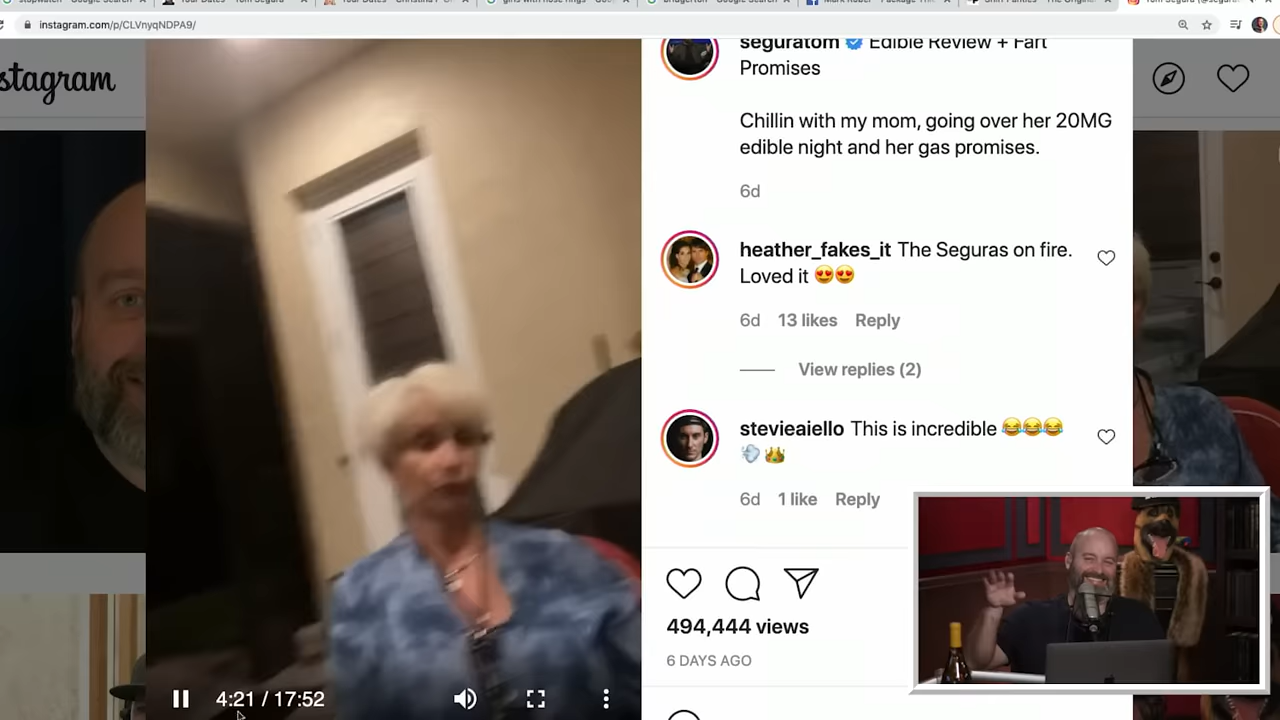 instagram.com/p/CLVnyqNDPA9/
stagram
seguratom Edible Review + Fart
Promises
Chillin with my mom, going over her 20MG
edible night and her gas promises.
6d
heather_fakes_it The Seguras on fire.
Loved it 😍😍
6d 13 likes Reply
View replies (2)
stevieaiello This is incredible 😂😂😂
💨👑
6d 1 like Reply
494,444 views
6 DAYS AGO
4:21 / 17:52